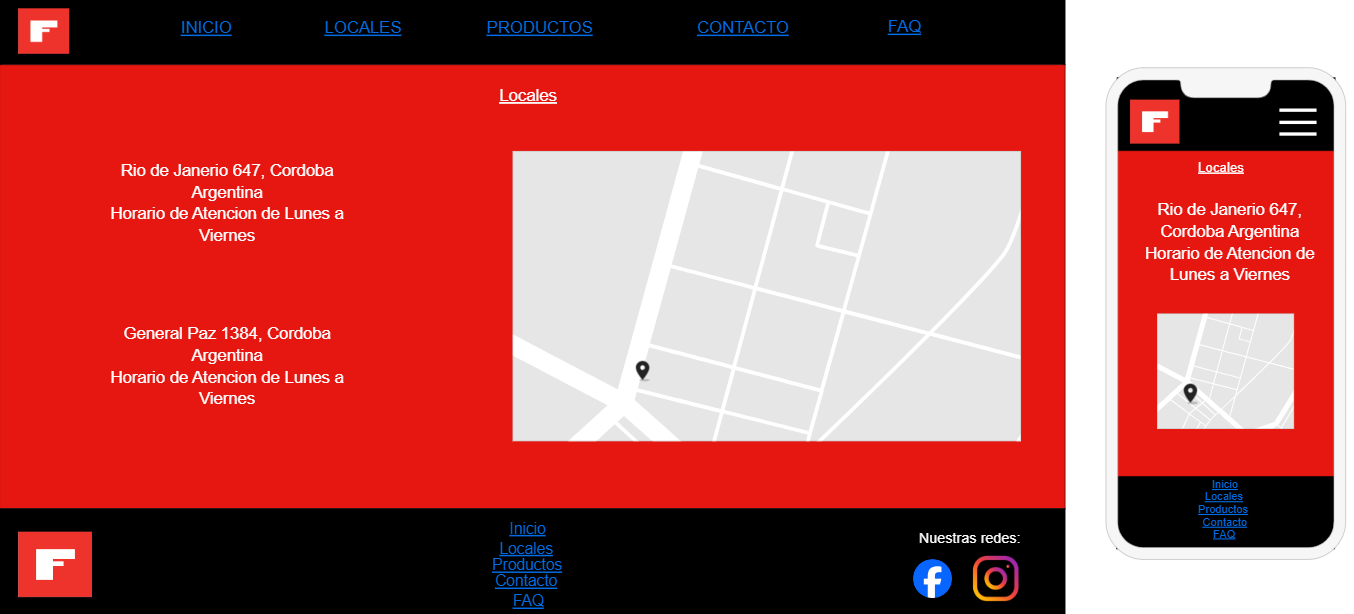 INICIO
LOCALES
PRODUCTOS
CONTACTO
FAQ
Locales
Rio de Janerio 647, Cordoba
Argentina
Horario de Atencion de Lunes a
Viernes
General Paz 1384, Cordoba
Argentina
Horario de Atencion de Lunes a
Viernes
Inicio
Locales
Productos
Contacto
FAQ
Nuestras redes:
Locales
Rio de Janerio 647,
Cordoba Argentina
Horario de Atencion de
Lunes a Viernes
Inicio
Locales
Productos
Contacto
FAQ